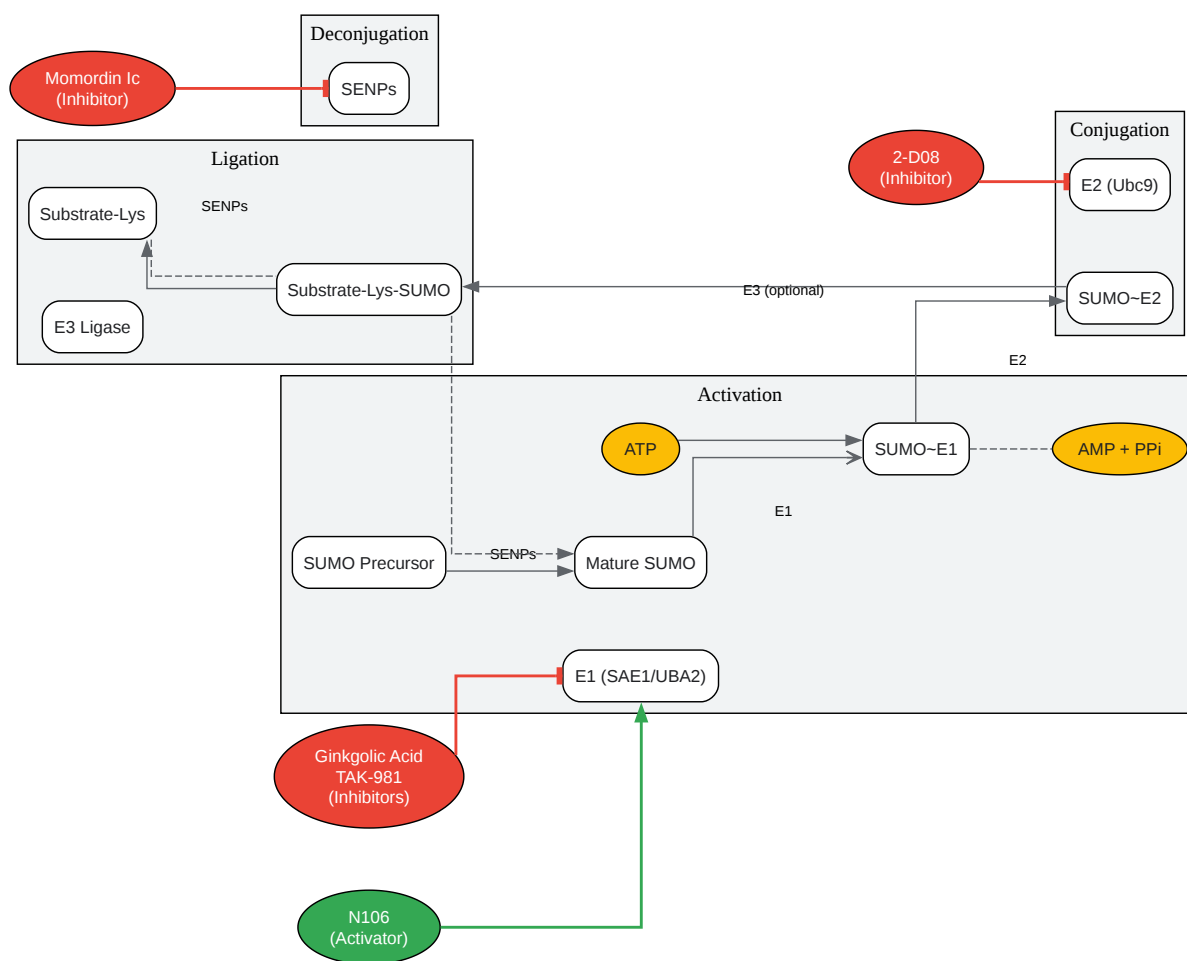 Deconjugation
Momordin Ic
(Inhibitor)
SENPs
Ligation
Substrate-Lys
SENPs
Substrate-Lys-SUMO
E3 Ligase
Conjugation
2-D08
(Inhibitor)
E2 (Ubc9)
E3 (optional)
SUMO~E2
E2
Activation
ATP
SUMO~E1
AMP + PPi
E1
SUMO Precursor
SENPs
Mature SUMO
E1 (SAE1/UBA2)
Ginkgolic Acid
TAK-981
(Inhibitors)
N106
(Activator)